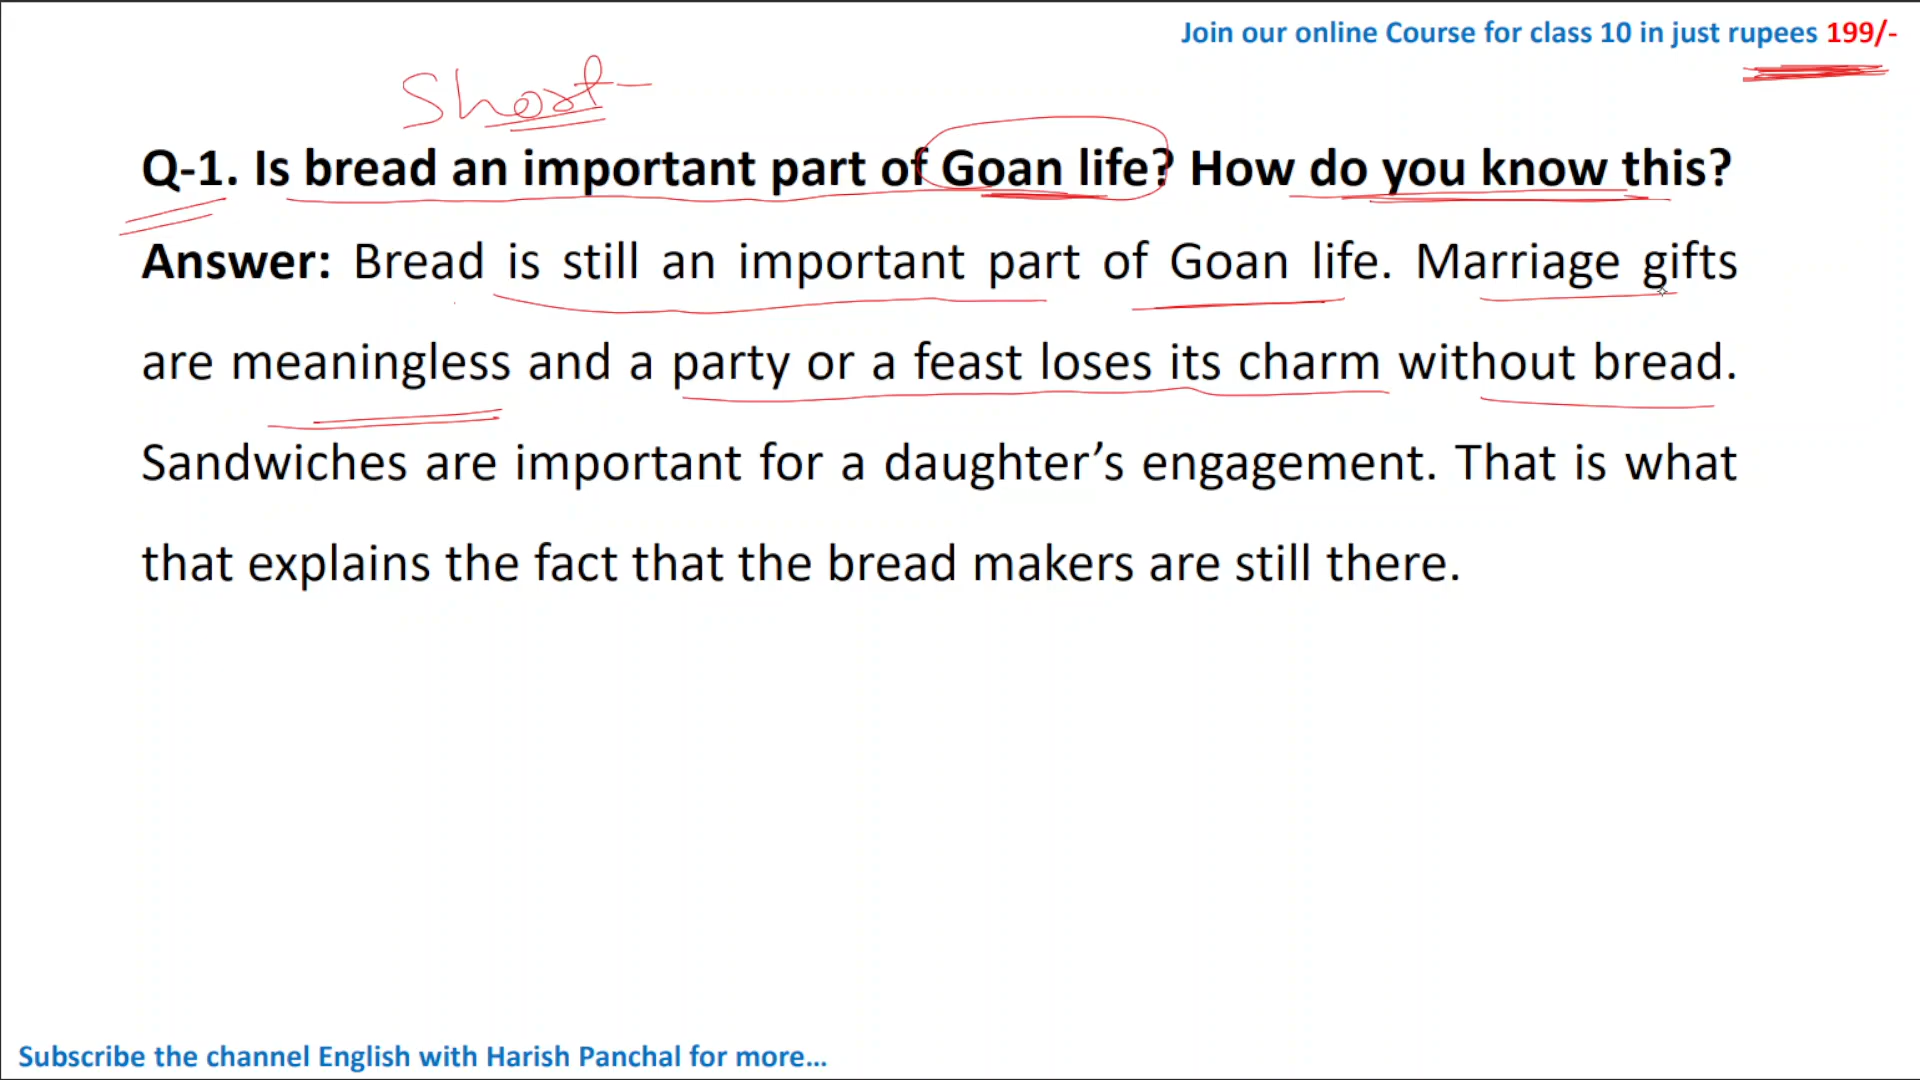 Join our online Course for class 10 in just rupees 199/-
Short-
Q-1. Is bread an important part of Goan life? How do you know this?
Answer: Bread is still an important part of Goan life. Marriage gifts
are meaningless and a party or a feast loses its charm without bread.
Sandwiches are important for a daughter’s engagement. That is what
that explains the fact that the bread makers are still there.
Subscribe the channel English with Harish Panchal for more...